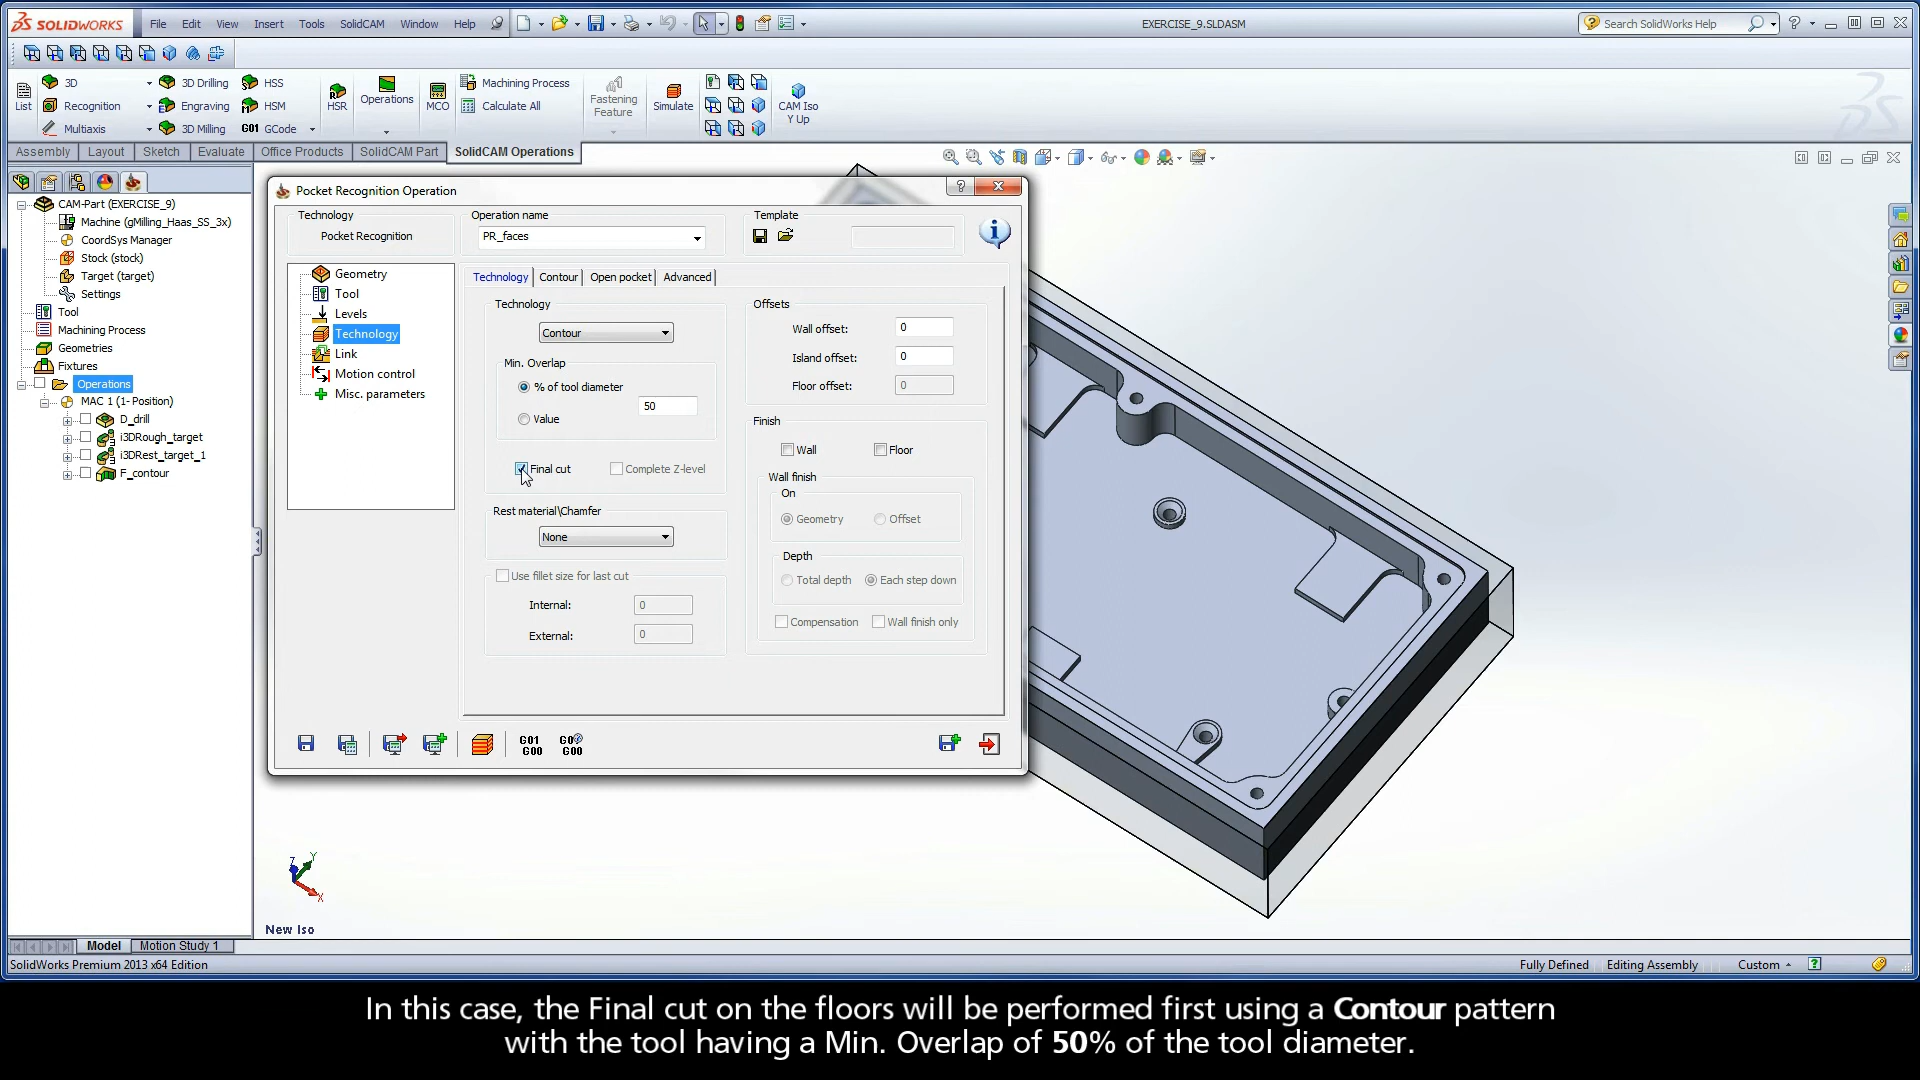 SOLIDWORKS File Edit View Insert Tools SolidCAM Window Help EXERCISE_9.SLDASM Search SolidWorks Help
List 3D Recognition Multiaxis 3D Drilling Engraving 3D Milling HSS HSM G01 GCode HSR Operations MCO Machining Process Calculate All Fastening Feature Simulate CAM Iso Y Up
Assembly Layout Sketch Evaluate Office Products SolidCAM Part SolidCAM Operations
CAM-Part (EXERCISE_9)
Machine (gMilling_Haas_SS_3x)
CoordSys Manager
Stock (stock)
Target (target)
Settings
Tool
Machining Process
Geometries
Fixtures
Operations
MAC 1 (1- Position)
D_drill
i3DRough_target
i3DRest_target_1
F_contour
Pocket Recognition Operation
Technology
Pocket Recognition
Operation name
PR_faces
Template
Geometry
Tool
Levels
Technology
Link
Motion control
Misc. parameters
Technology Contour Open pocket Advanced
Technology
Contour
Min. Overlap
% of tool diameter
50
Value
Final cut Complete Z-level
Rest material\Chamfer
None
Use fillet size for last cut
Internal: 0
External: 0
Offsets
Wall offset: 0
Island offset: 0
Floor offset: 0
Finish
Wall Floor
Wall finish
On
Geometry Offset
Depth
Total depth Each step down
Compensation Wall finish only
G01 G00
G00
Z Y X
New Iso
Model Motion Study 1
SolidWorks Premium 2013 x64 Edition Fully Defined Editing Assembly Custom
In this case, the Final cut on the floors will be performed first using a Contour pattern
with the tool having a Min. Overlap of 50% of the tool diameter.